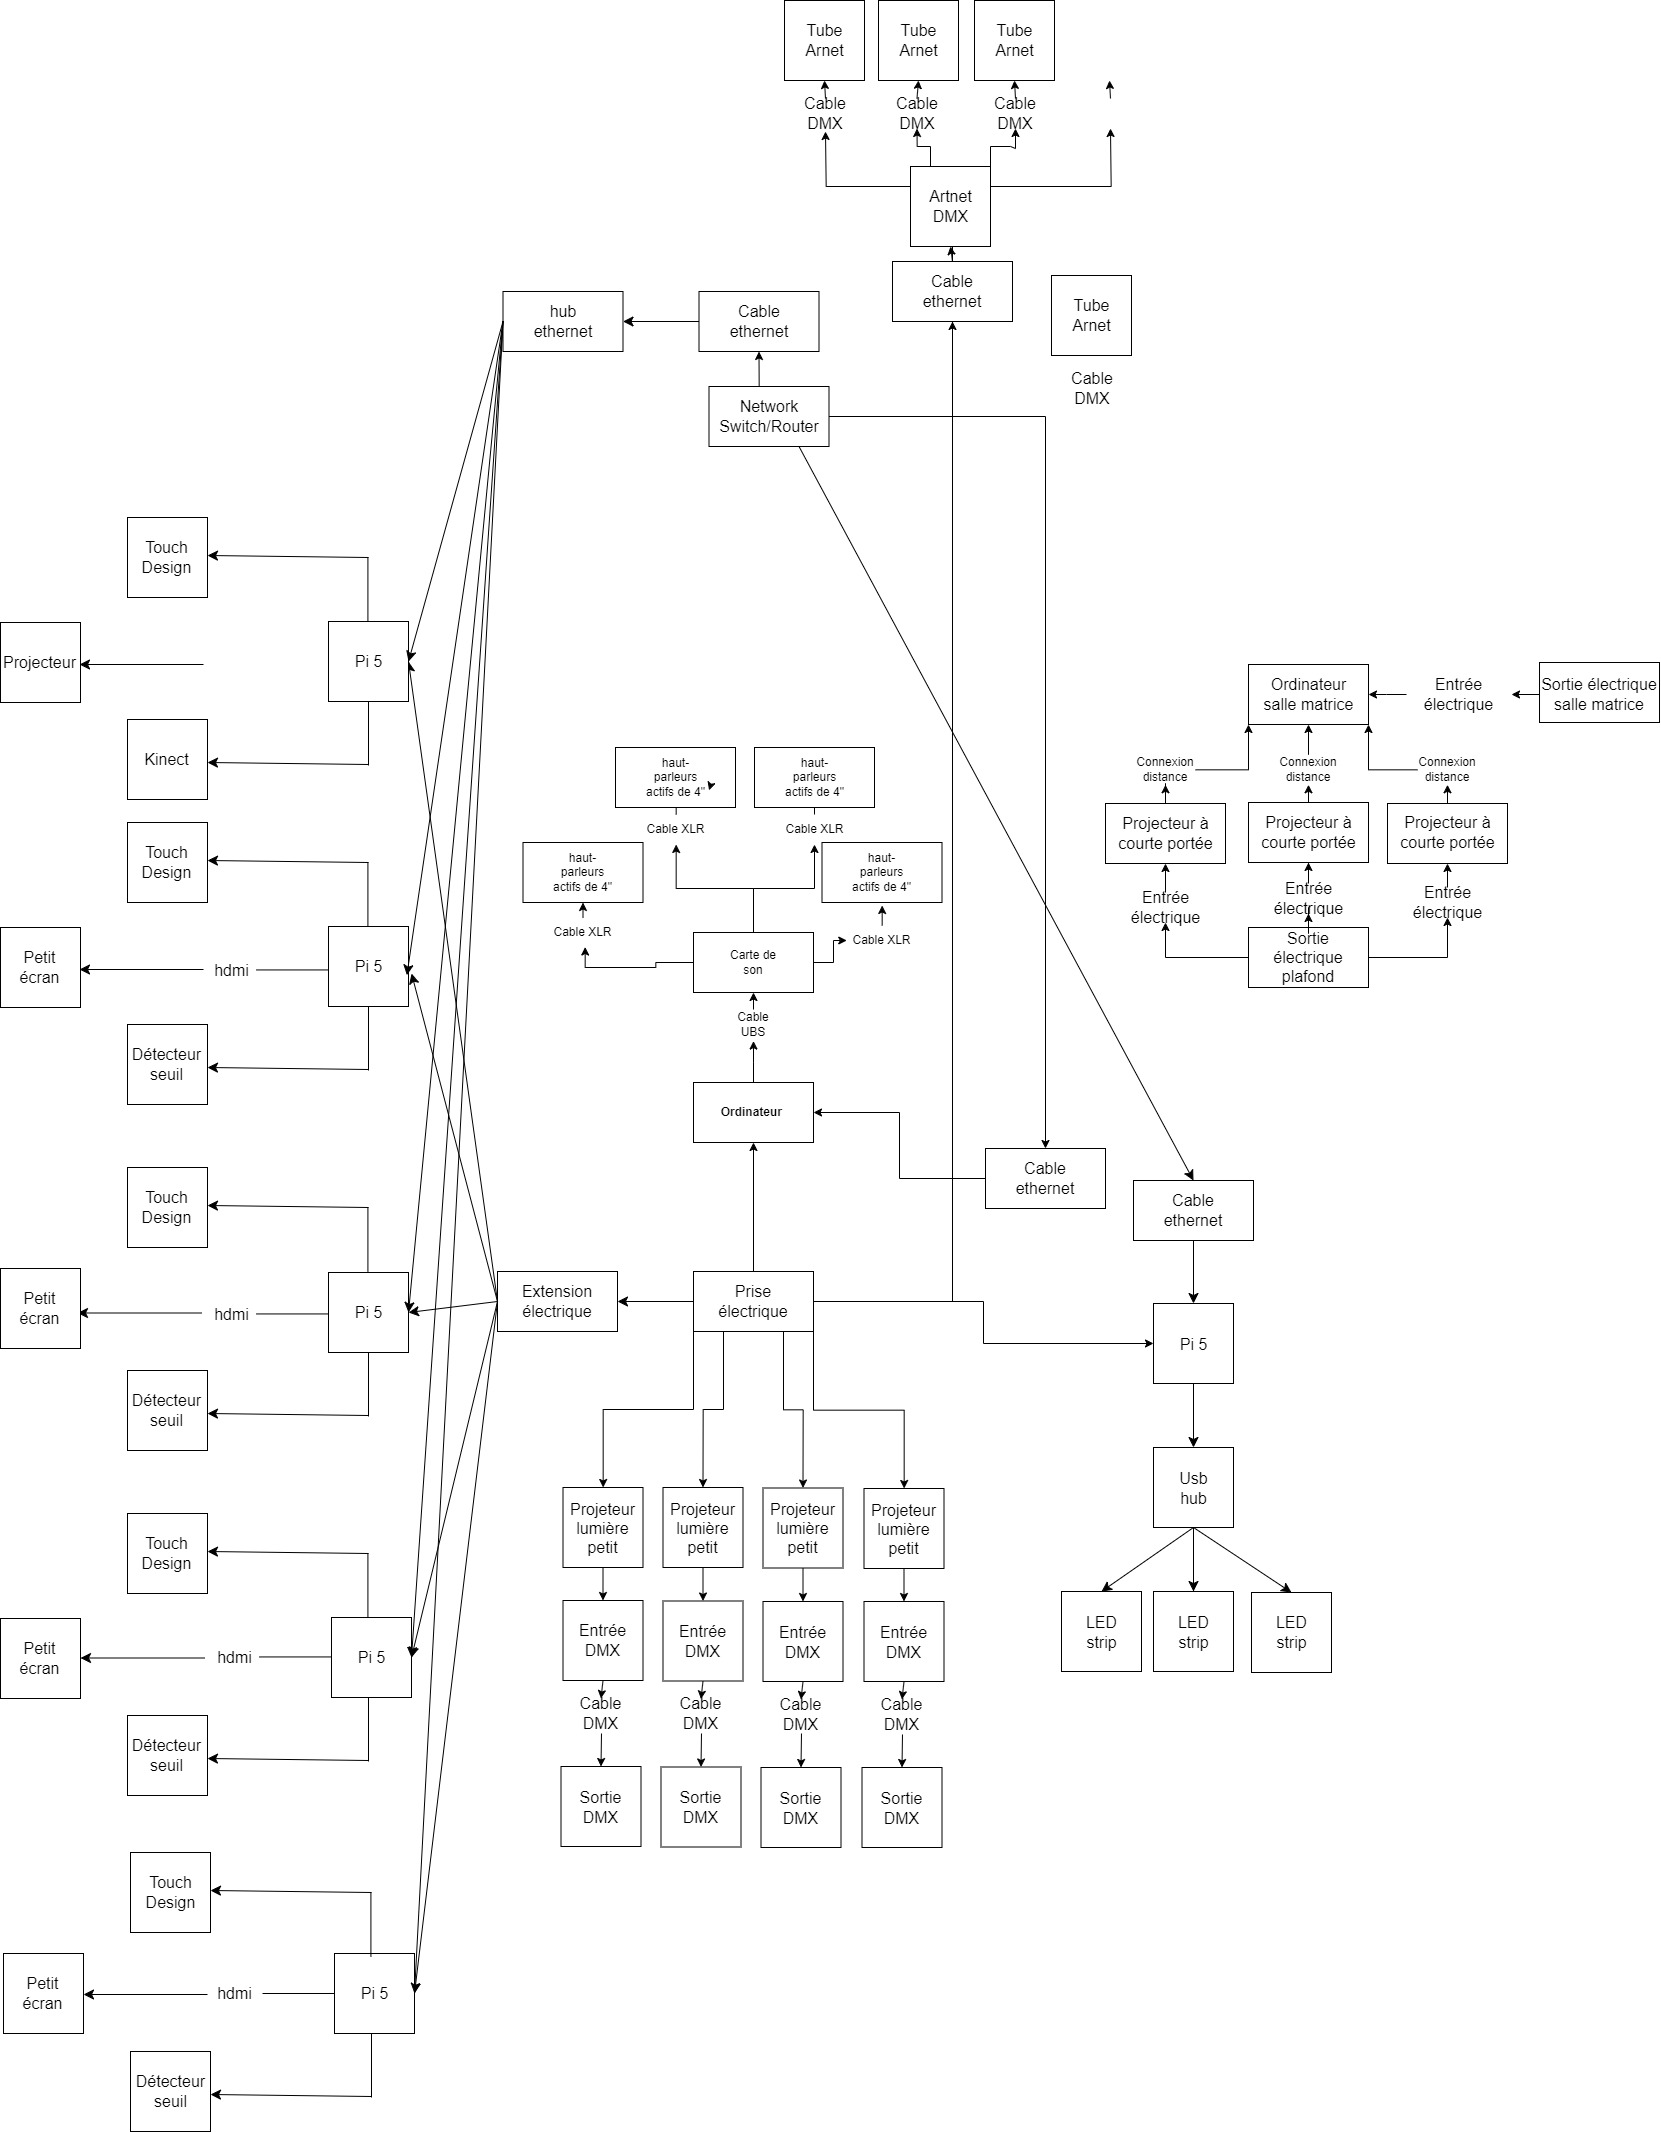 Tube
Arnet
Tube
Arnet
Tube
Arnet
Cable
DMX
Cable
DMX
Cable
DMX
Artnet
DMX
Cable
ethernet
Tube
Arnet
Cable
DMX
hub
ethernet
Cable
ethernet
Network
Switch/Router
Touch
Design
Projecteur
Pi 5
Kinect
Touch
Design
Petit
écran
hdmi
Pi 5
Détecteur
seuil
Touch
Design
Petit
écran
hdmi
Pi 5
Détecteur
seuil
Touch
Design
Petit
écran
hdmi
Pi 5
Détecteur
seuil
Touch
Design
Petit
écran
hdmi
Pi 5
Détecteur
seuil
haut-
parleurs
actifs de 4"
haut-
parleurs
actifs de 4"
Cable XLR
Cable XLR
haut-
parleurs
actifs de 4"
haut-
parleurs
actifs de 4"
Cable XLR
Cable XLR
Carte de
son
Cable
UBS
Ordinateur
Cable
ethernet
Cable
ethernet
Extension
électrique
Prise
électrique
Pi 5
Usb
hub
LED
strip
LED
strip
LED
strip
Projeteur
lumière
petit
Projeteur
lumière
petit
Projeteur
lumière
petit
Projeteur
lumière
petit
Entrée
DMX
Entrée
DMX
Entrée
DMX
Entrée
DMX
Cable
DMX
Cable
DMX
Cable
DMX
Cable
DMX
Sortie
DMX
Sortie
DMX
Sortie
DMX
Sortie
DMX
Ordinateur
salle matrice
Entrée
électrique
Sortie électrique
salle matrice
Connexion
distance
Connexion
distance
Connexion
distance
Projecteur à
courte portée
Projecteur à
courte portée
Projecteur à
courte portée
Entrée
électrique
Entrée
électrique
Entrée
électrique
Sortie
électrique
plafond